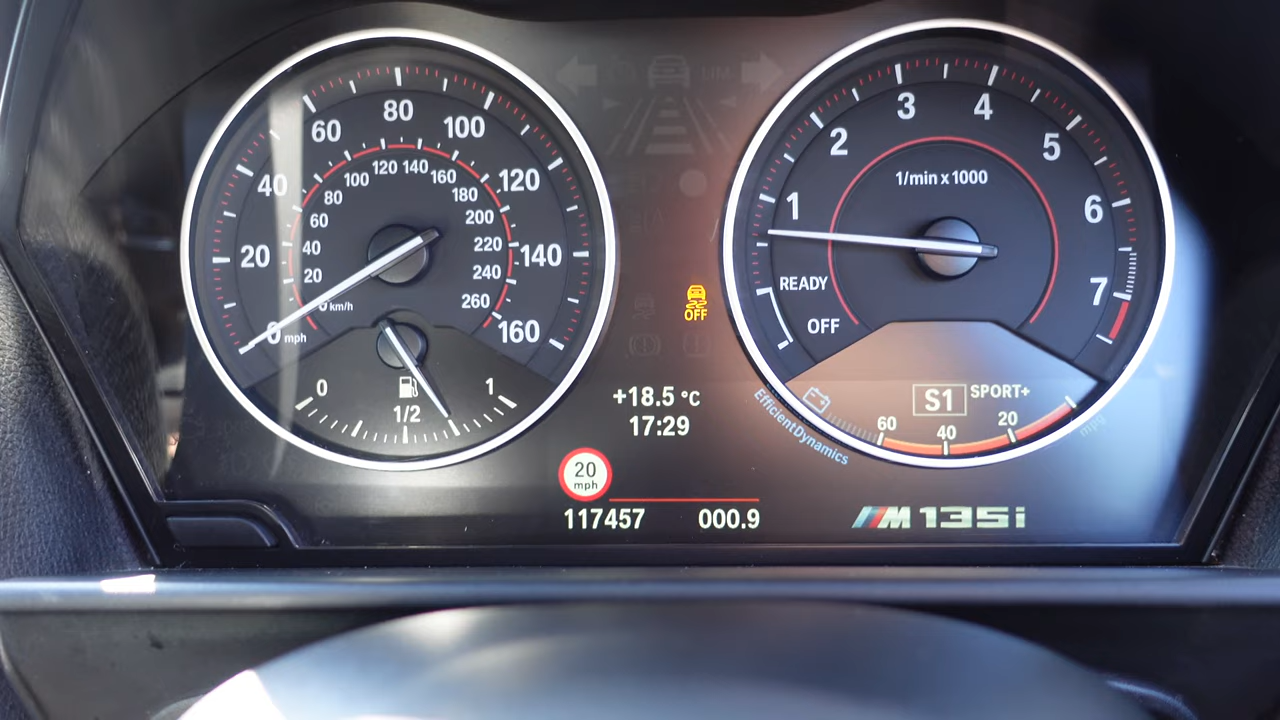 80
60
100
40
120
20
140
0 mph
160
120 140
100
160
80
180
60
200
40
220
20
240
0 km/h
260
0
1/2
1
LIM
OFF
+18.5 °C
17:29
20
mph
117457
000.9
3
4
2
5
1/min x 1000
1
6
READY
7
OFF
S1 SPORT+
60
40
20
mpg
EfficientDynamics
M135i